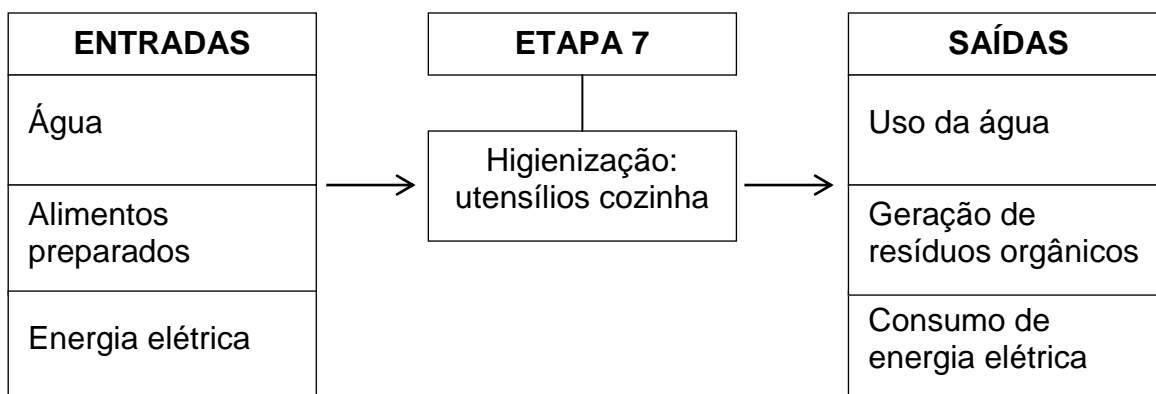 ENTRADAS
Água
Alimentos
preparados
Energia elétrica
ETAPA 7
Higienização:
utensílios cozinha
SAÍDAS
Uso da água
Geração de
resíduos orgânicos
Consumo de
energia elétrica